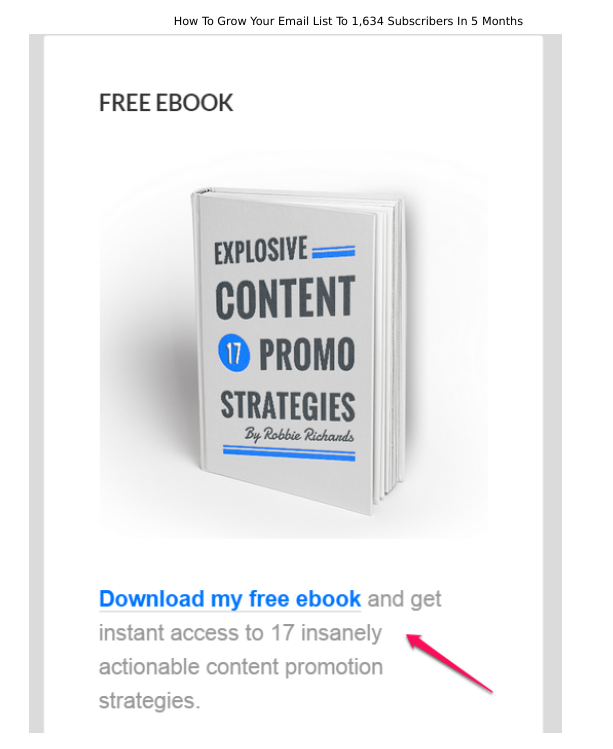 How To Grow Your Email List To 1,634 Subscribers In 5 Months
FREE EBOOK
EXPLOSIVE
CONTENT
17 PROMO
STRATEGIES
By Robbie Richards
Download my free ebook and get
instant access to 17 insanely
actionable content promotion
strategies.